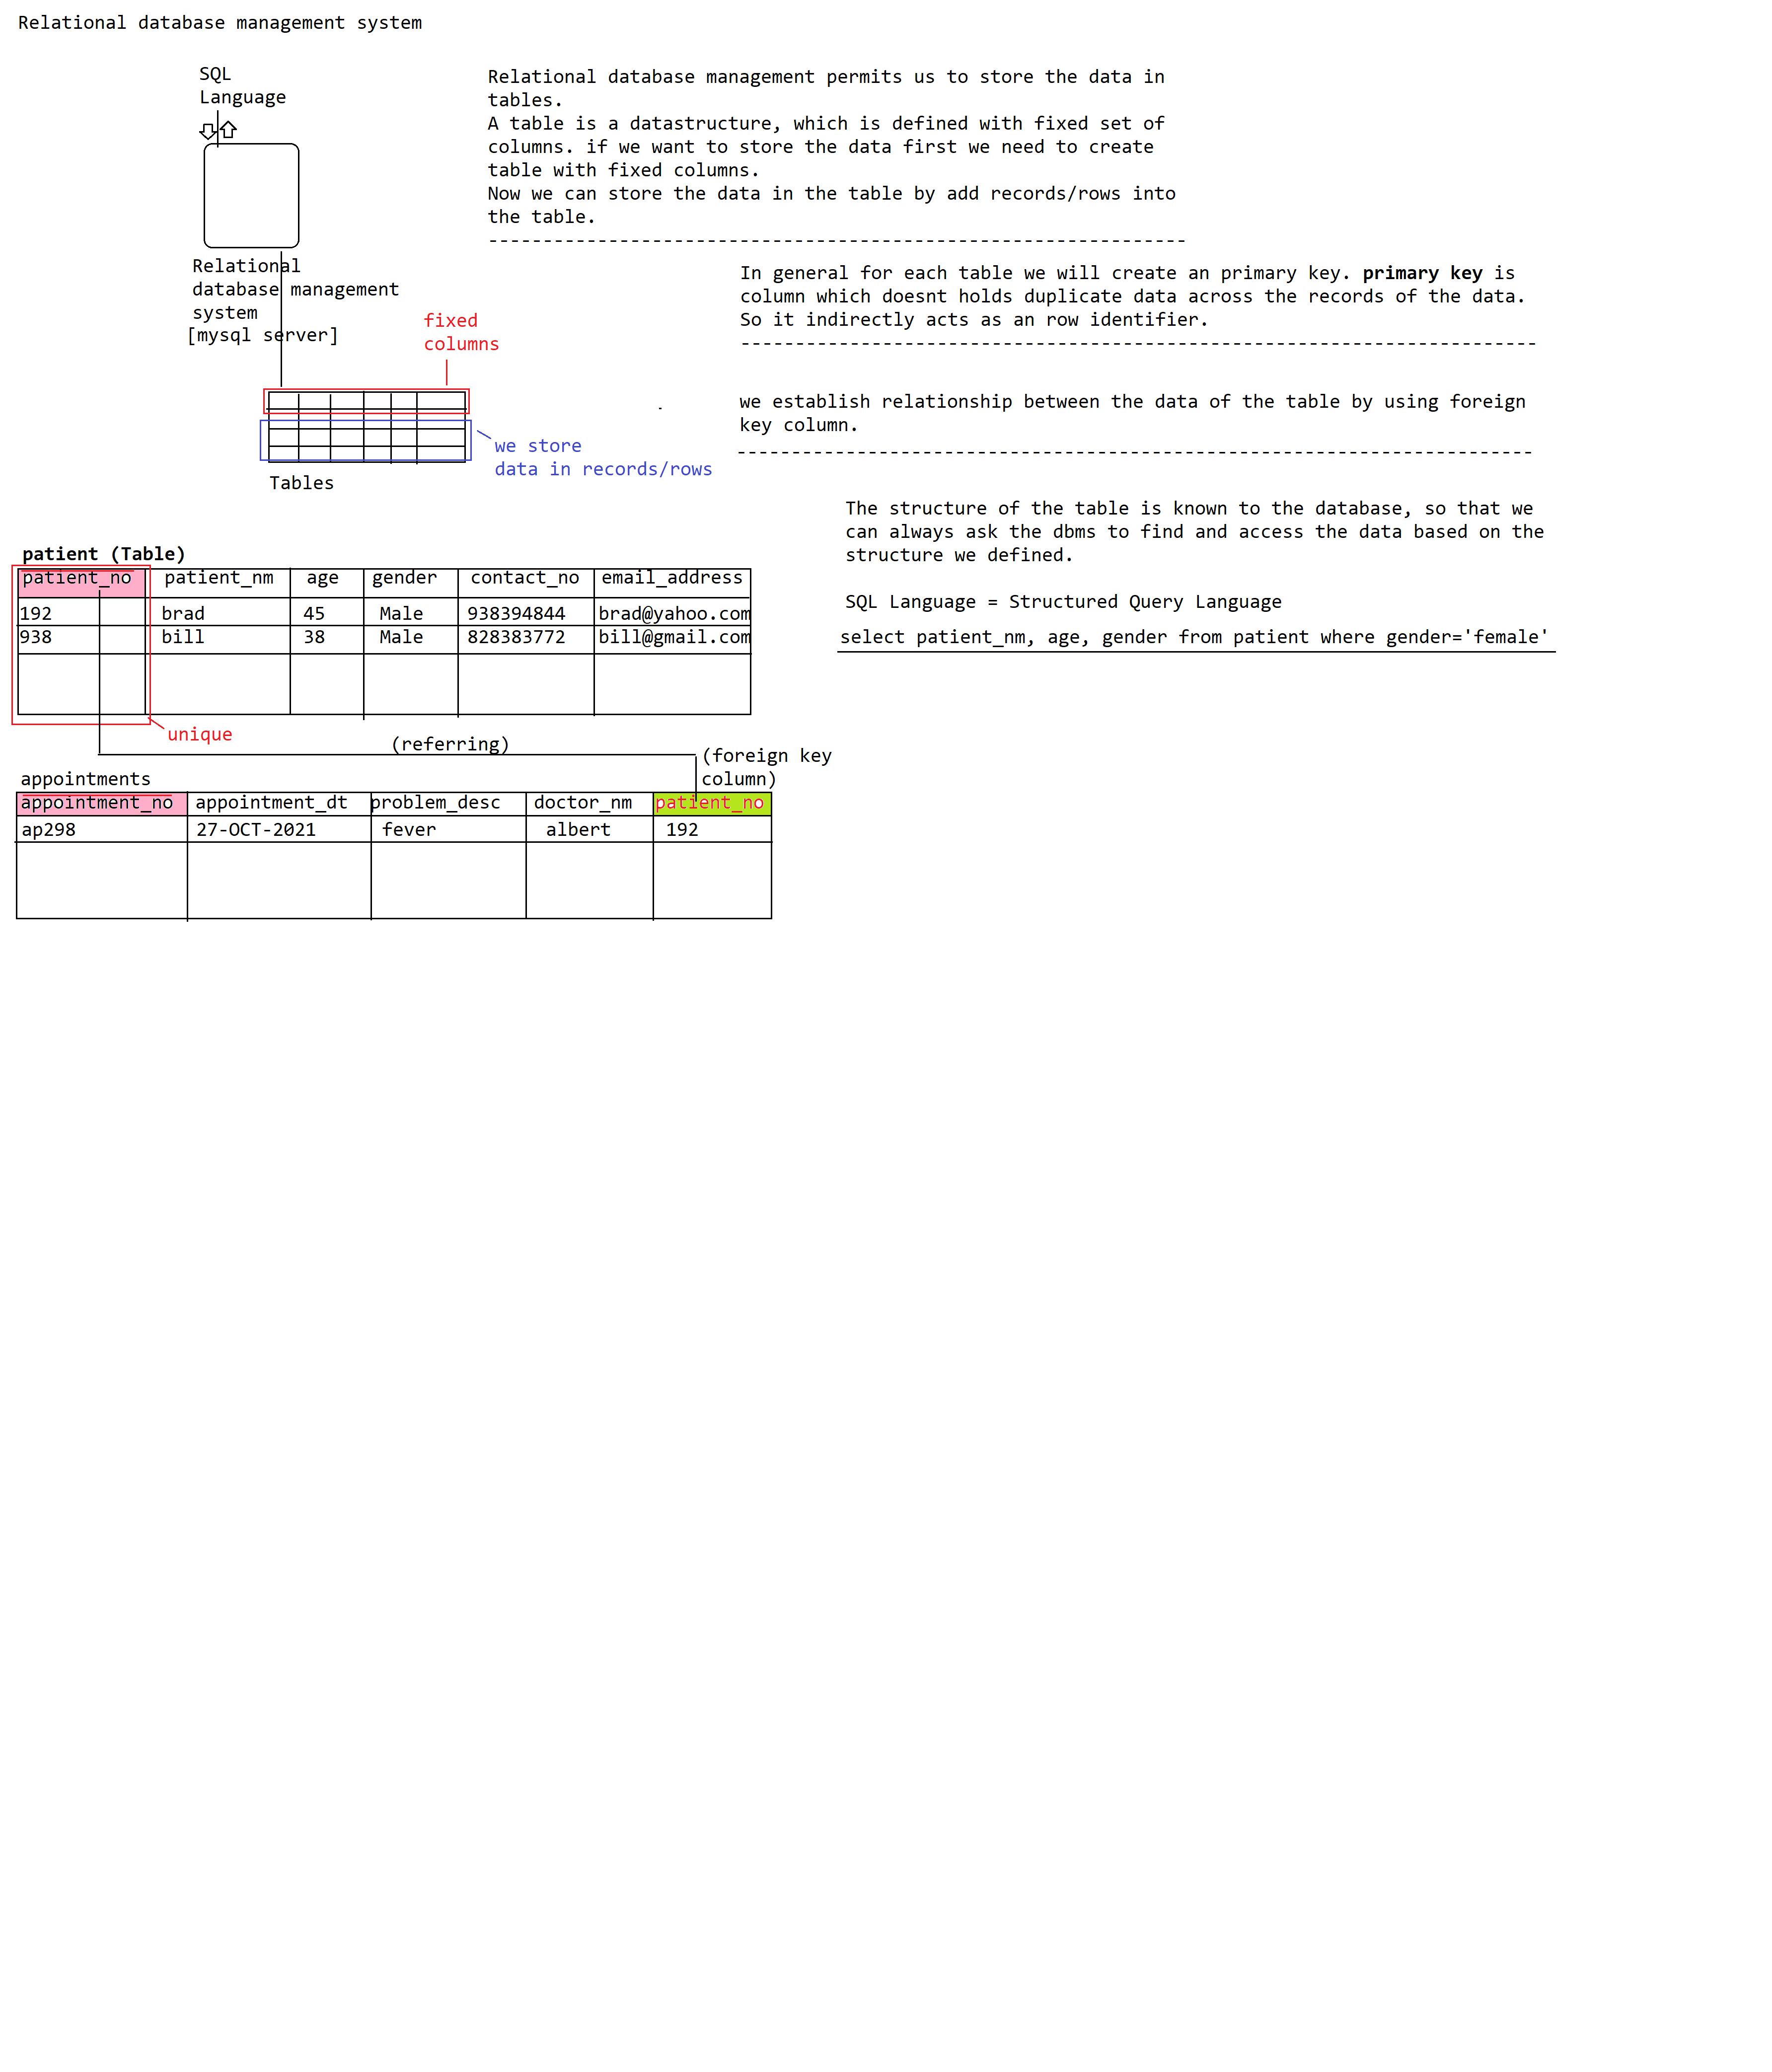 Relational database management system
SQL
Language
Relational database management permits us to store the data in
tables.
A table is a datastructure, which is defined with fixed set of
columns. if we want to store the data first we need to create
table with fixed columns.
Now we can store the data in the table by add records/rows into
the table.
----------------------------------------------------------------
Relational
database management
system
[mysql server]
In general for each table we will create an primary key. primary key is
column which doesnt holds duplicate data across the records of the data.
So it indirectly acts as an row identifier.
-------------------------------------------------------------------------
fixed
columns
we establish relationship between the data of the table by using foreign
key column.
-------------------------------------------------------------------------
we store
data in records/rows
Tables
The structure of the table is known to the database, so that we
can always ask the dbms to find and access the data based on the
structure we defined.
SQL Language = Structured Query Language
select patient_nm, age, gender from patient where gender='female'
patient (Table)
patient_no patient_nm age gender contact_no email_address
192 brad 45 Male 938394844 brad@yahoo.com
938 bill 38 Male 828383772 bill@gmail.com
unique
(referring)
(foreign key
column)
appointments
appointment_no appointment_dt problem_desc doctor_nm patient_no
ap298 27-OCT-2021 fever albert 192